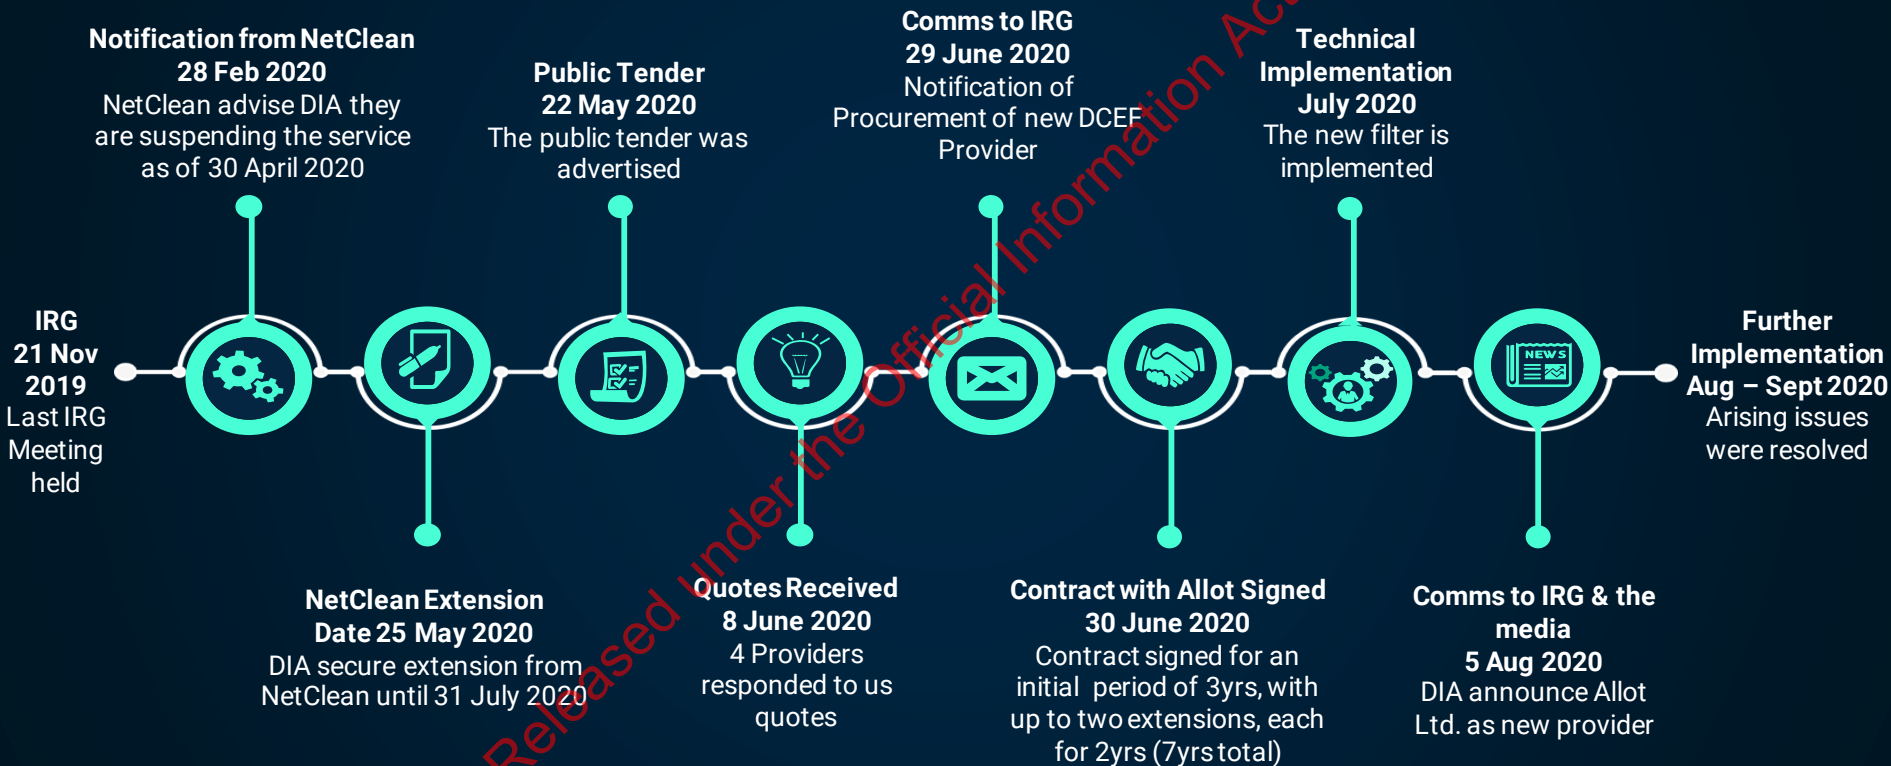 IRG
21 Nov
2019
Last IRG
Meeting
held
Notification from NetClean
28 Feb 2020
NetClean advise DIA they
are suspending the service
as of 30 April 2020
NetClean Extension
Date 25 May 2020
DIA secure extension from
NetClean until 31 July 2020
Public Tender
22 May 2020
The public tender was
advertised
Quotes Received
8 June 2020
4 Providers
responded to us
quotes
Comms to IRG
29 June 2020
Notification of
Procurement of new DCEF
Provider
Contract with Allot Signed
30 June 2020
Contract signed for an
initial period of 3yrs, with
up to two extensions, each
for 2yrs (7yrs total)
Technical
Implementation
July 2020
The new filter is
implemented
NEWS
Comms to IRG & the
media
5 Aug 2020
DIA announce Allot
Ltd. as new provider
Further
Implementation
Aug – Sept 2020
Arising issues
were resolved
Released under the Official Information Act